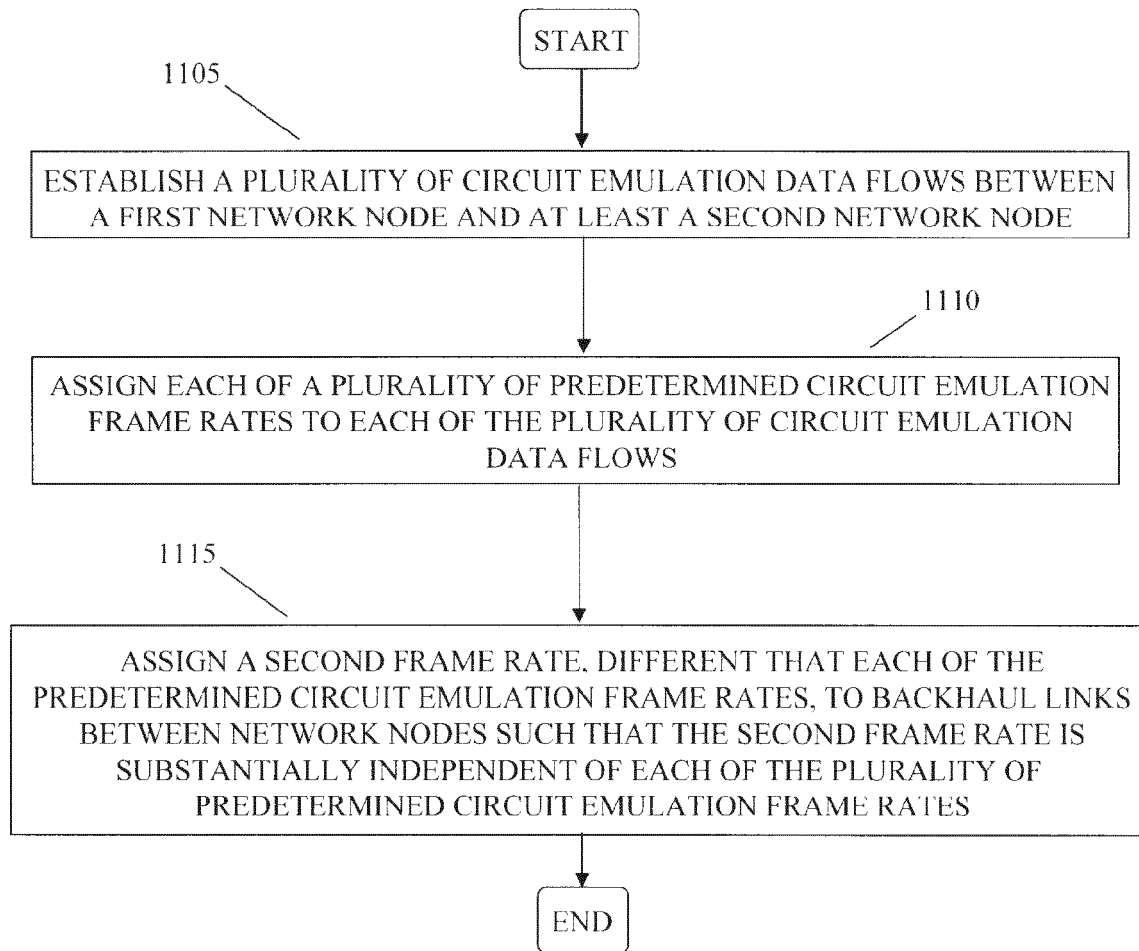 START
1105
ESTABLISH A PLURALITY OF CIRCUIT EMULATION DATA FLOWS BETWEEN
A FIRST NETWORK NODE AND AT LEAST A SECOND NETWORK NODE
1110
ASSIGN EACH OF A PLURALITY OF PREDETERMINED CIRCUIT EMULATION
FRAME RATES TO EACH OF THE PLURALITY OF CIRCUIT EMULATION
DATA FLOWS
1115
ASSIGN A SECOND FRAME RATE, DIFFERENT THAT EACH OF THE
PREDETERMINED CIRCUIT EMULATION FRAME RATES, TO BACKHAUL LINKS
BETWEEN NETWORK NODES SUCH THAT THE SECOND FRAME RATE IS
SUBSTANTIALLY INDEPENDENT OF EACH OF THE PLURALITY OF
PREDETERMINED CIRCUIT EMULATION FRAME RATES
END